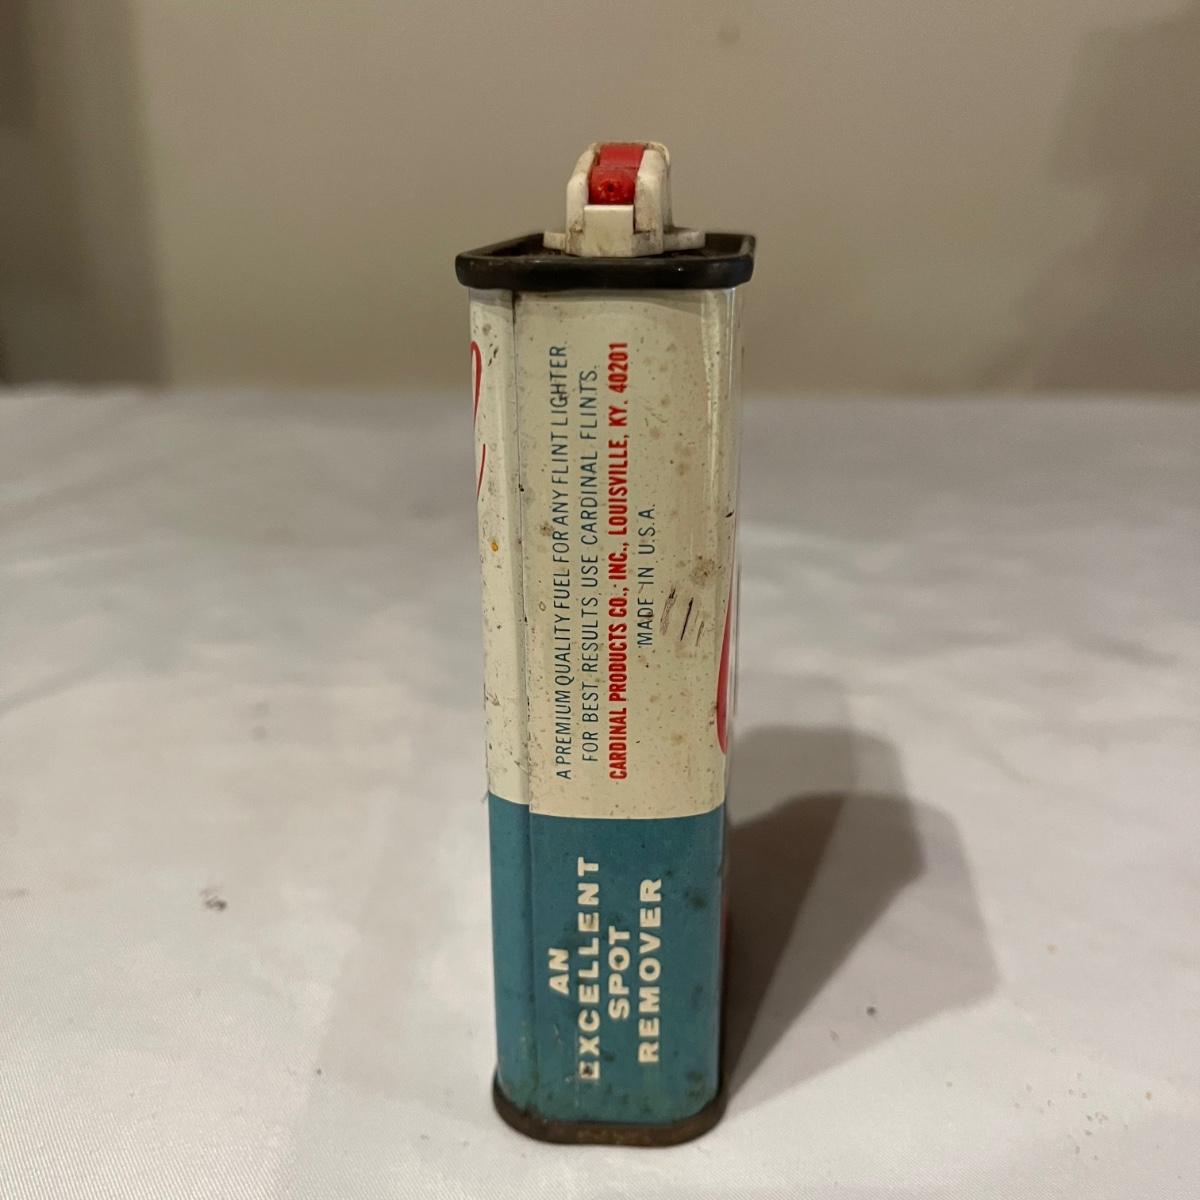 A PREMIUM QUALITY FUEL FOR ANY FLINT LIGHTER.
FOR BEST RESULTS USE CARDINAL FLINTS.
CARDINAL PRODUCTS CO., INC., LOUISVILLE, KY. 40201
MADE IN U.S.A.
AN
EXCELLENT
SPOT
REMOVER